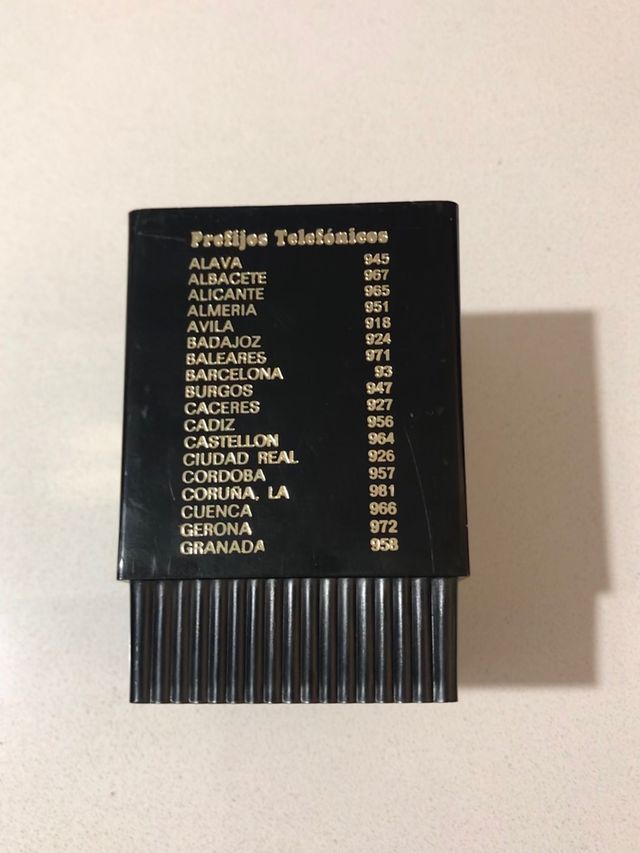 Prefijos Telefónicos
ALAVA 945
ALBACETE 967
ALICANTE 965
ALMERIA 951
AVILA 918
BADAJOZ 924
BALEARES 971
BARCELONA 93
BURGOS 947
CACERES 927
CADIZ 956
CASTELLON 964
CIUDAD REAL 926
CORDOBA 957
CORUÑA, LA 981
CUENCA 966
GERONA 972
GRANADA 958